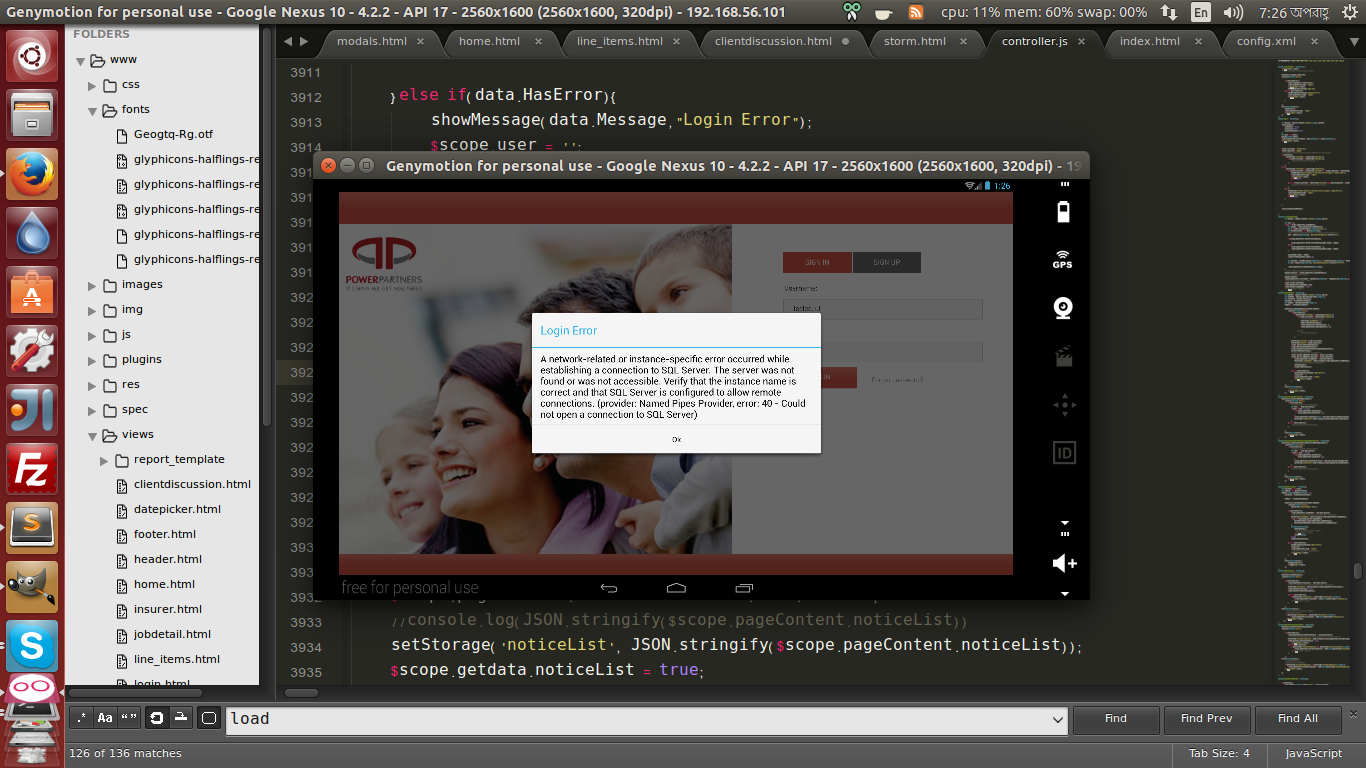 Genymotion for personal use - Google Nexus 10 - 4.2.2 - API 17 - 2560x1600 (2560x1600, 320dpi) - 192.168.56.101
cpu: 11% mem: 60% swap: 00%
En
7:26 অপরাহ্ণ
FOLDERS
www
css
fonts
Geogtq-Rg.otf
glyphicons-halflings-re
glyphicons-halflings-re
glyphicons-halflings-re
glyphicons-halflings-re
glyphicons-halflings-re
images
img
js
plugins
res
spec
views
report_template
clientdiscussion.html
datepicker.html
footer.html
header.html
home.html
insurer.html
jobdetail.html
line_items.html
login.html
modals.html
home.html
line_items.html
clientdiscussion.html
storm.html
controller.js
index.html
config.xml
3911
3912 }else if(data.HasError){
3913 showMessage(data.Message,"Login Error");
3914 $scope.user = '';
Genymotion for personal use - Google Nexus 10 - 4.2.2 - API 17 - 2560x1600 (2560x1600, 320dpi) - 19
1:26
POWERPARTNERS
SIGN IN
SIGN UP
Username:
Login Error
A network-related or instance-specific error occurred while
establishing a connection to SQL Server. The server was not
found or was not accessible. Verify that the instance name is
correct and that SQL Server is configured to allow remote
connections. (provider: Named Pipes Provider, error: 40 - Could
not open a connection to SQL Server)
Ok
GPS
ID
free for personal use
3933 //console.log(JSON.stringify($scope.pageContent.noticeList))
3934 setStorage('noticeList', JSON.stringify($scope.pageContent.noticeList));
3935 $scope.getdata.noticeList = true;
.*
Aa
“ ”
load
Find
Find Prev
Find All
126 of 136 matches
Tab Size: 4
JavaScript